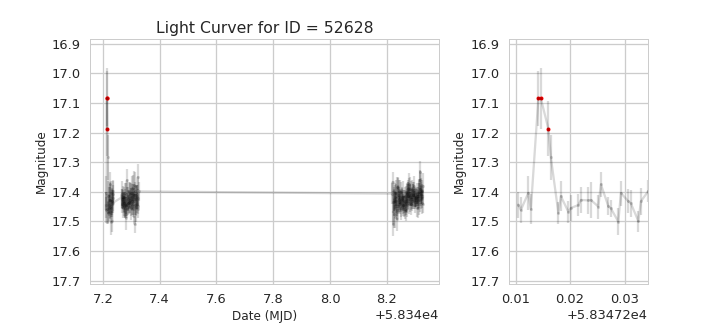 Light Curver for ID = 52628
Magnitude
16.9
17.0
17.1
17.2
17.3
17.4
17.5
17.6
17.7
7.2 7.4 7.6 7.8 8.0 8.2
Date (MJD)
+5.834e4
Magnitude
16.9
17.0
17.1
17.2
17.3
17.4
17.5
17.6
17.7
0.01 0.02 0.03
+5.83472e4